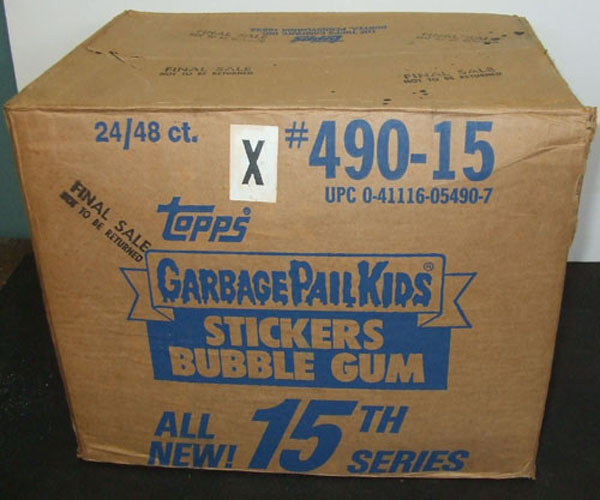 FINAL SALE
NOT TO BE RETURNED
FINAL SALE
NOT TO BE RETURNED
24/48 ct.
X
#490-15
UPC 0-41116-05490-7
FINAL SALE
NOT TO BE RETURNED
Topps®
GARBAGE PAIL KIDS®
STICKERS
BUBBLE GUM
ALL NEW! 15TH SERIES